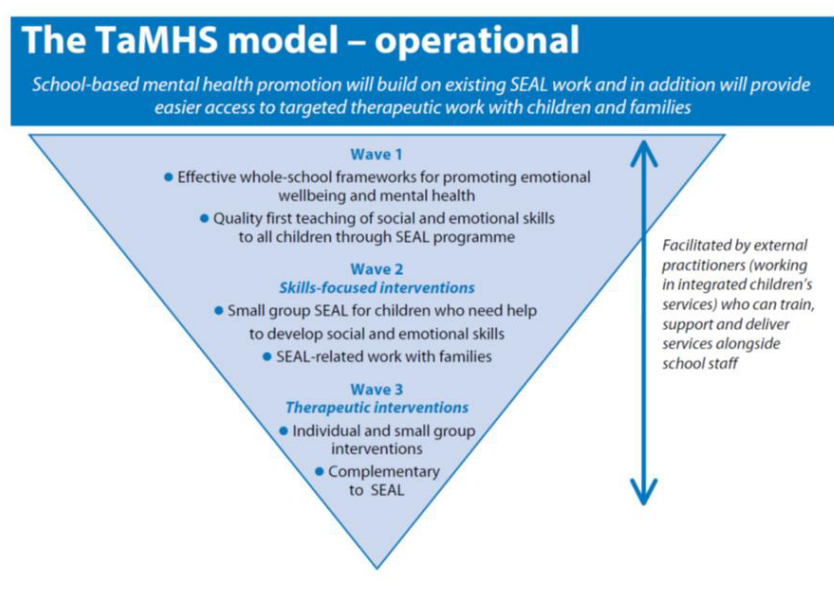 The TaMHS model – operational
School-based mental health promotion will build on existing SEAL work and in addition will provide
easier access to targeted therapeutic work with children and families
Wave 1
● Effective whole-school frameworks for promoting emotional
wellbeing and mental health
● Quality first teaching of social and emotional skills
to all children through SEAL programme
Wave 2
Skills-focused interventions
● Small group SEAL for children who need help
to develop social and emotional skills
● SEAL-related work with families
Wave 3
Therapeutic interventions
● Individual and small group
interventions
● Complementary
to SEAL
Facilitated by external
practitioners (working
in integrated children's
services) who can train,
support and deliver
services alongside
school staff